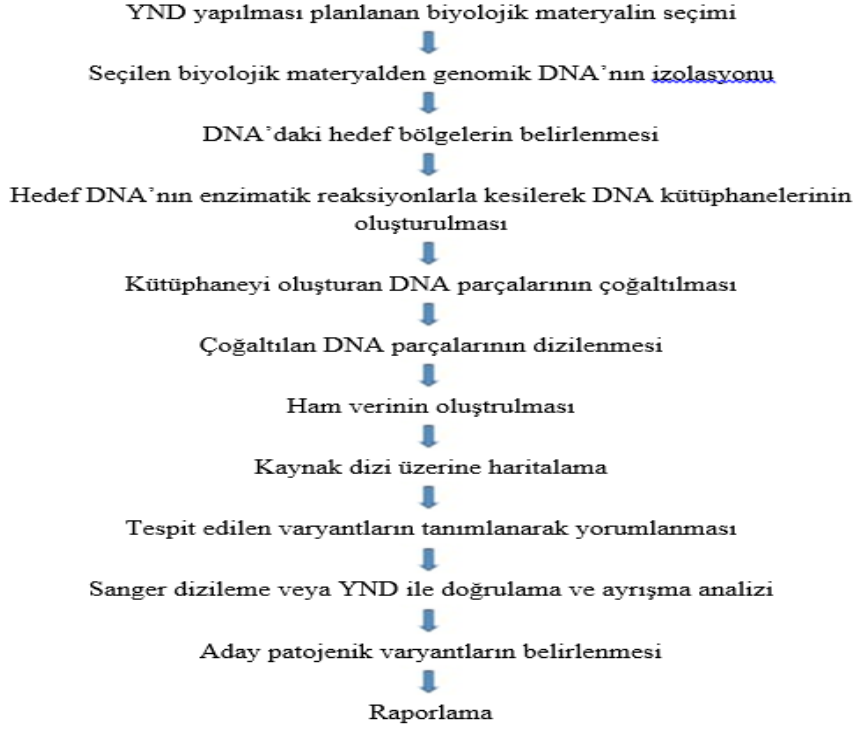 YND yapılması planlanan biyolojik materyalin seçimi
Seçilen biyolojik materyalden genomik DNA’nın izolasyonu
DNA’daki hedef bölgelerin belirlenmesi
Hedef DNA’nın enzimatik reaksiyonlarla kesilerek DNA kütüphanelerinin
oluşturulması
Kütüphaneyi oluşturan DNA parçalarının çoğaltılması
Çoğaltılan DNA parçalarının dizilenmesi
Ham verinin oluştrulması
Kaynak dizi üzerine haritalama
Tespit edilen varyantların tanımlanarak yorumlanması
Sanger dizileme veya YND ile doğrulama ve ayrışma analizi
Aday patojenik varyantların belirlenmesi
Raporlama